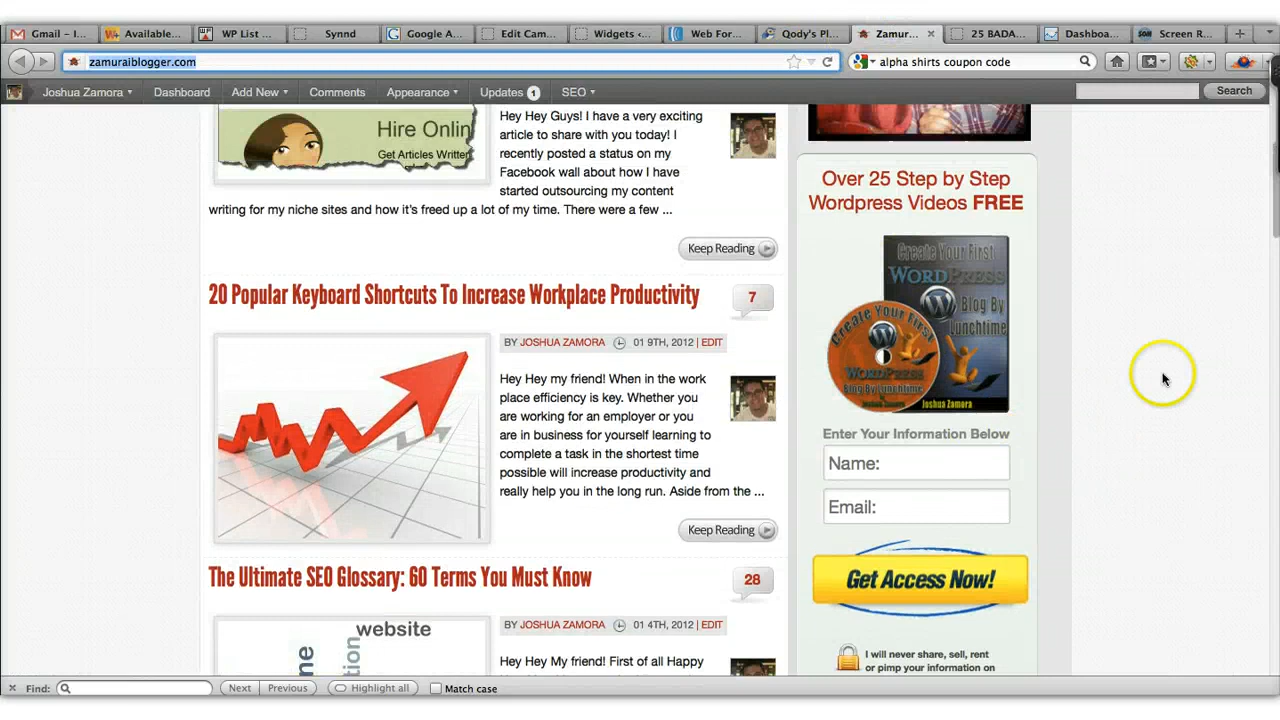 Gmail – I...
Available...
WP List ...
Synnd
Google A...
Edit Cam...
Widgets ‹...
Web For...
Qody's Pl...
Zamur...
25 BADA...
Dashboa...
Screen R...
zamuraiblogger.com
alpha shirts coupon code
Joshua Zamora
Dashboard
Add New
Comments
Appearance
Updates 1
SEO
Search
Hire Onlin
Get Articles Written
Hey Hey Guys! I have a very exciting
article to share with you today! I
recently posted a status on my
Facebook wall about how I have
started outsourcing my content
writing for my niche sites and how it's freed up a lot of my time. There were a few ...
Keep Reading
20 Popular Keyboard Shortcuts To Increase Workplace Productivity
7
BY JOSHUA ZAMORA 01 9TH, 2012 | EDIT
Hey Hey my friend! When in the work
place efficiency is key. Whether you
are working for an employer or you
are in business for yourself learning to
complete a task in the shortest time
possible will increase productivity and
really help you in the long run. Aside from the ...
Keep Reading
The Ultimate SEO Glossary: 60 Terms You Must Know
28
BY JOSHUA ZAMORA 01 4TH, 2012 | EDIT
website
Hey Hey My friend! First of all Happy
Over 25 Step by Step
Wordpress Videos FREE
Create Your First
WORDPRESS
Blog By
Lunchtime
Create Your First
WORDPRESS
Blog By Lunchtime
Joshua Zamora
Enter Your Information Below
Name:
Email:
Get Access Now!
I will never share, sell, rent
or pimp your information on
Find:
Next
Previous
Highlight all
Match case